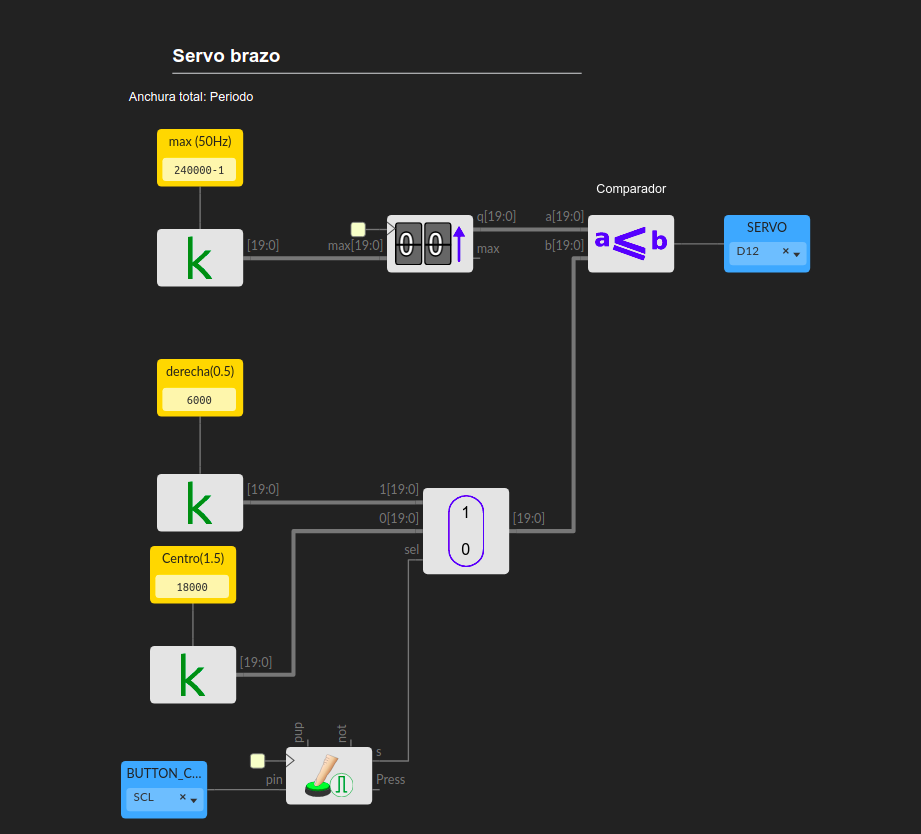 Servo brazo
Anchura total: Periodo
max (50Hz)
240000-1
Comparador
k
[19:0]
max[19:0]
00
q[19:0]
max
a[19:0]
b[19:0]
a≤b
SERVO
D12
derecha(0.5)
6000
k
[19:0]
1[19:0]
0[19:0]
sel
1
0
[19:0]
Centro(1.5)
18000
k
[19:0]
pup
not
s
BUTTON_C...
SCL
pin
Press